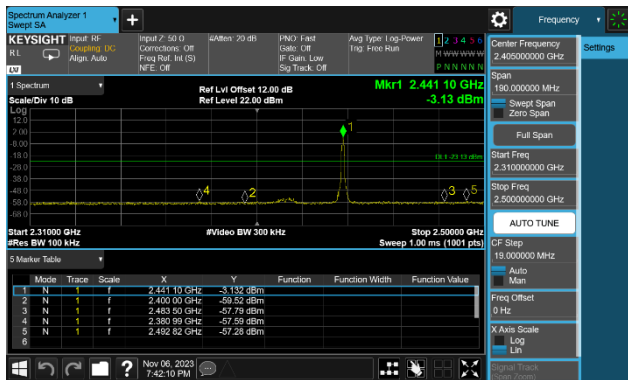 Spectrum Analyzer 1
Swept SA
Frequency
KEYSIGHT Input: RF
RL
Coupling: DC
Align: Auto
Input Z: 50 Ω
Corrections: Off
Freq Ref: Int (S)
NFE: Off
#Atten: 20 dB
PNO: Fast
Gate: Off
IF Gain: Low
Sig Track: Off
Avg Type: Log-Power
Trig: Free Run
1 2 3 4 5 6
M W W W W W
P N N N N N
Center Frequency
2.405000000 GHz
Settings
Span
190.000000 MHz
Swept Span
Zero Span
Full Span
Start Freq
2.310000000 GHz
Stop Freq
2.500000000 GHz
AUTO TUNE
CF Step
19.000000 MHz
Auto
Man
Freq Offset
0 Hz
X Axis Scale
Log
Lin
Signal Track
(Span Zoom)
1 Spectrum
Scale/Div 10 dB
Log
Ref Lvl Offset 12.00 dB
Ref Level 22.00 dBm
Mkr1 2.441 10 GHz
-3.13 dBm
12.0
2.00
-8.00
-18.0
-28.0
-38.0
-48.0
-58.0
-68.0
1
DL1 -23.13 dBm
4
2
3
5
Start 2.31000 GHz
#Res BW 100 kHz
#Video BW 300 kHz
Stop 2.50000 GHz
Sweep 1.00 ms (1001 pts)
5 Marker Table
Mode Trace Scale X Y Function Function Width Function Value
1 N 1 f 2.441 10 GHz -3.132 dBm
2 N 1 f 2.400 00 GHz -59.52 dBm
3 N 1 f 2.483 50 GHz -57.79 dBm
4 N 1 f 2.380 99 GHz -57.59 dBm
5 N 1 f 2.492 82 GHz -57.28 dBm
6
?
Nov 06, 2023
7:42:10 PM